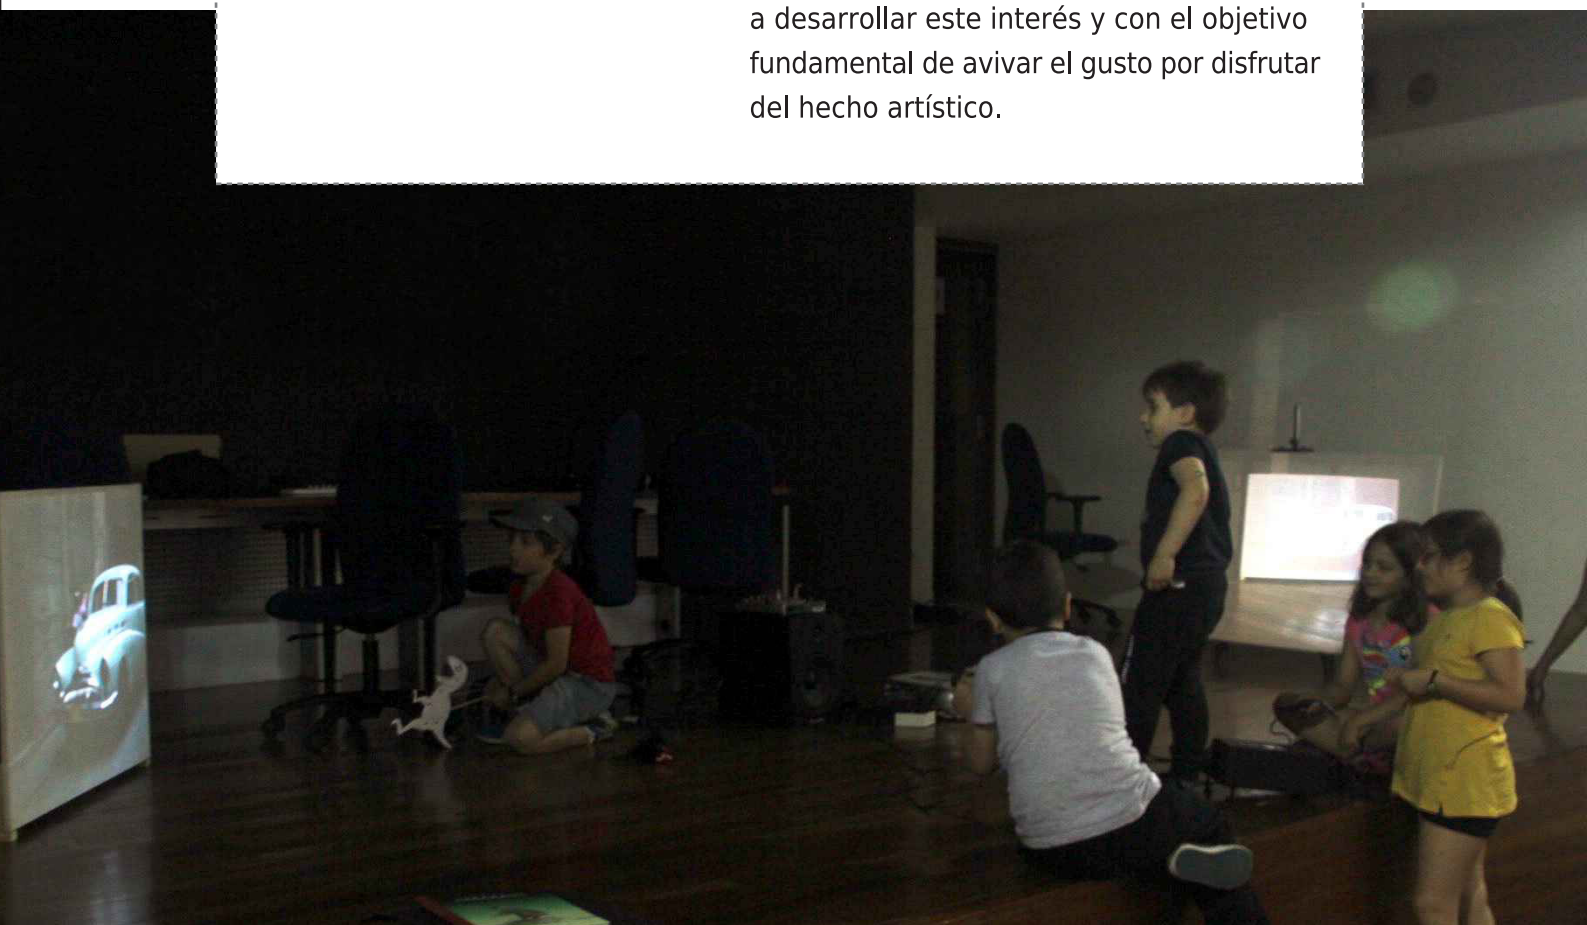 a desarrollar este interés y con el objetivo
fundamental de avivar el gusto por disfrutar
del hecho artístico.